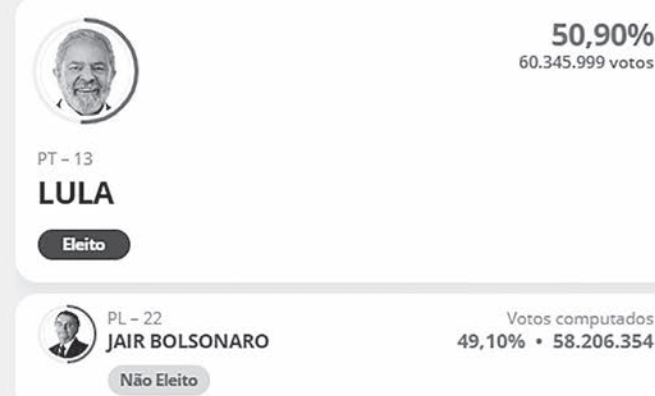 50,90%
60.345.999 votos
PT – 13
LULA
Eleito
PL – 22
JAIR BOLSONARO
Não Eleito
Votos computados
49,10% • 58.206.354